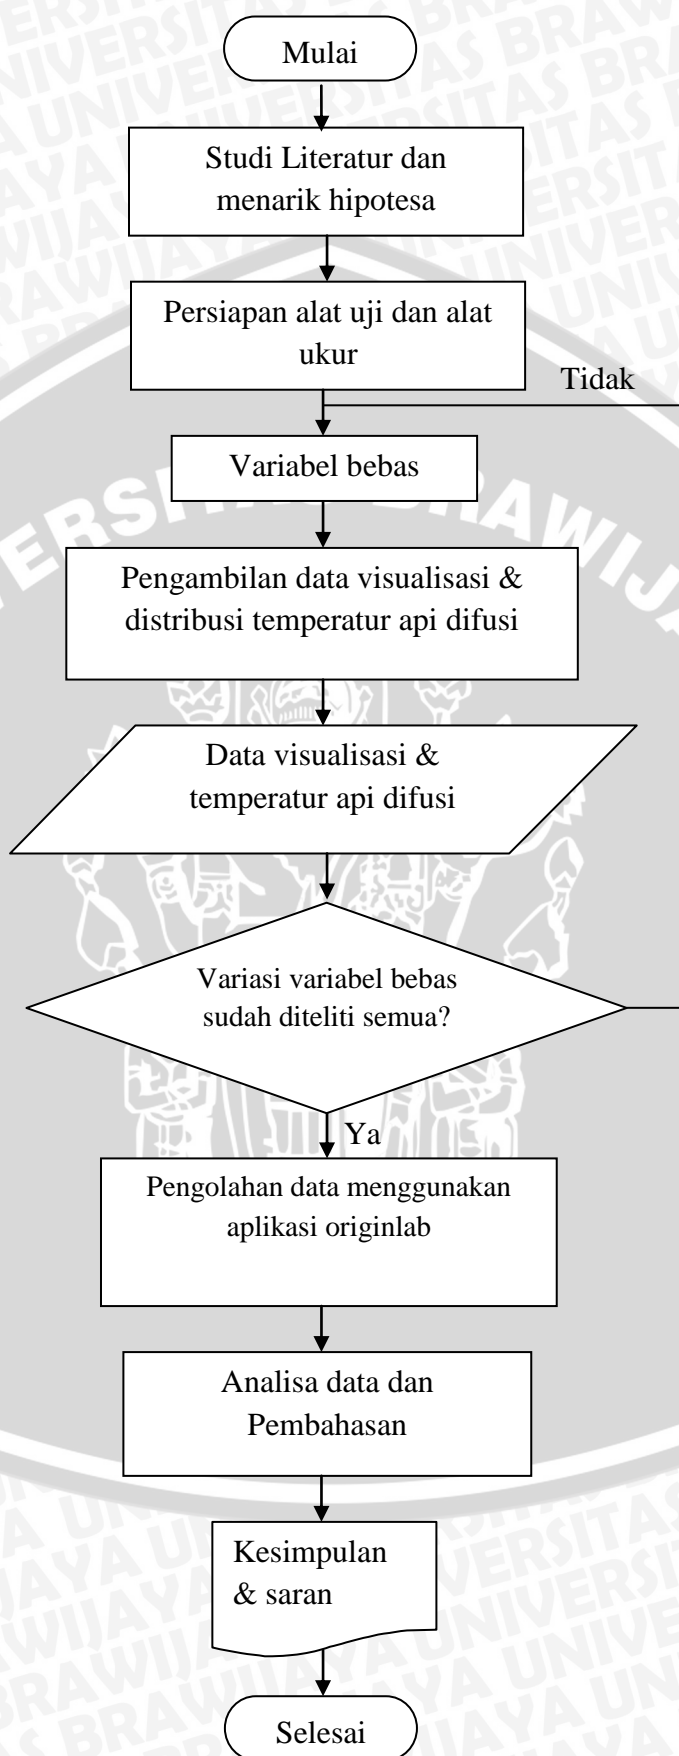 Mulai
Studi Literatur dan
menarik hipotesa
Persiapan alat uji dan alat
ukur
Tidak
Variabel bebas
Pengambilan data visualisasi &
distribusi temperatur api difusi
Data visualisasi &
temperatur api difusi
Variasi variabel bebas
sudah diteliti semua?
Ya
Pengolahan data menggunakan
aplikasi originlab
Analisa data dan
Pembahasan
Kesimpulan
& saran
Selesai